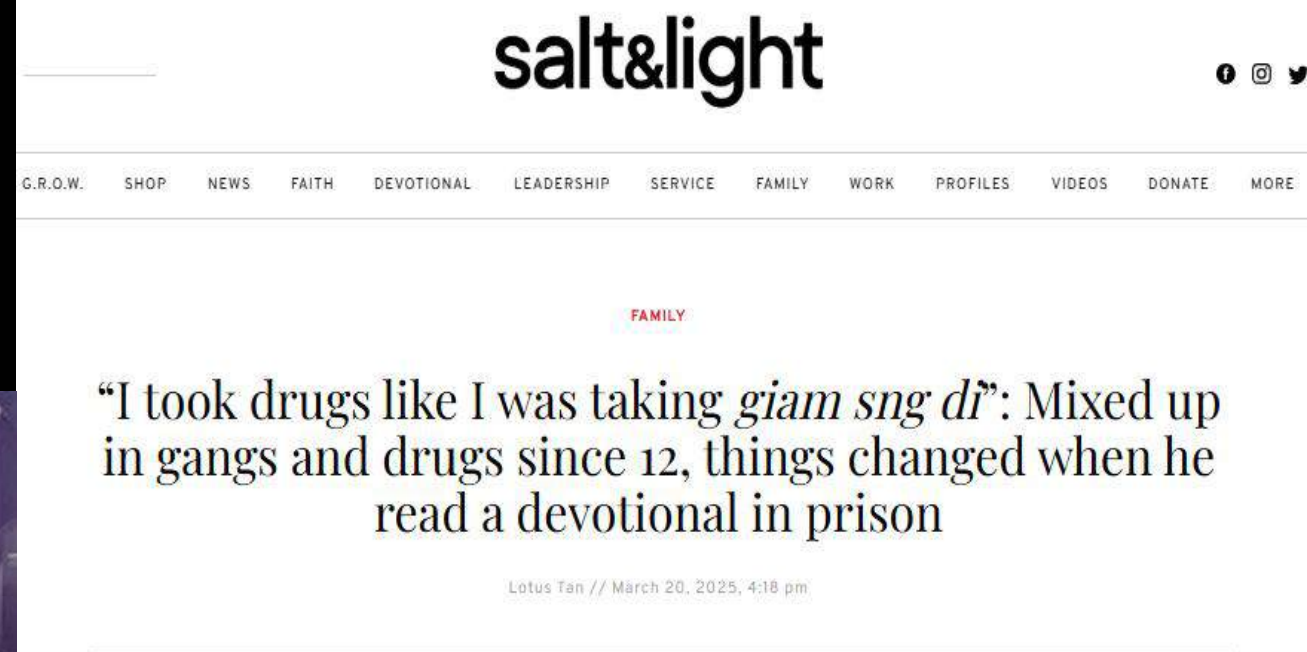 salt&light
G.R.O.W. SHOP NEWS FAITH DEVOTIONAL LEADERSHIP SERVICE FAMILY WORK PROFILES VIDEOS DONATE MORE
FAMILY
“I took drugs like I was taking giam sng di”: Mixed up
in gangs and drugs since 12, things changed when he
read a devotional in prison
Lotus Tan // March 20, 2025, 4:18 pm